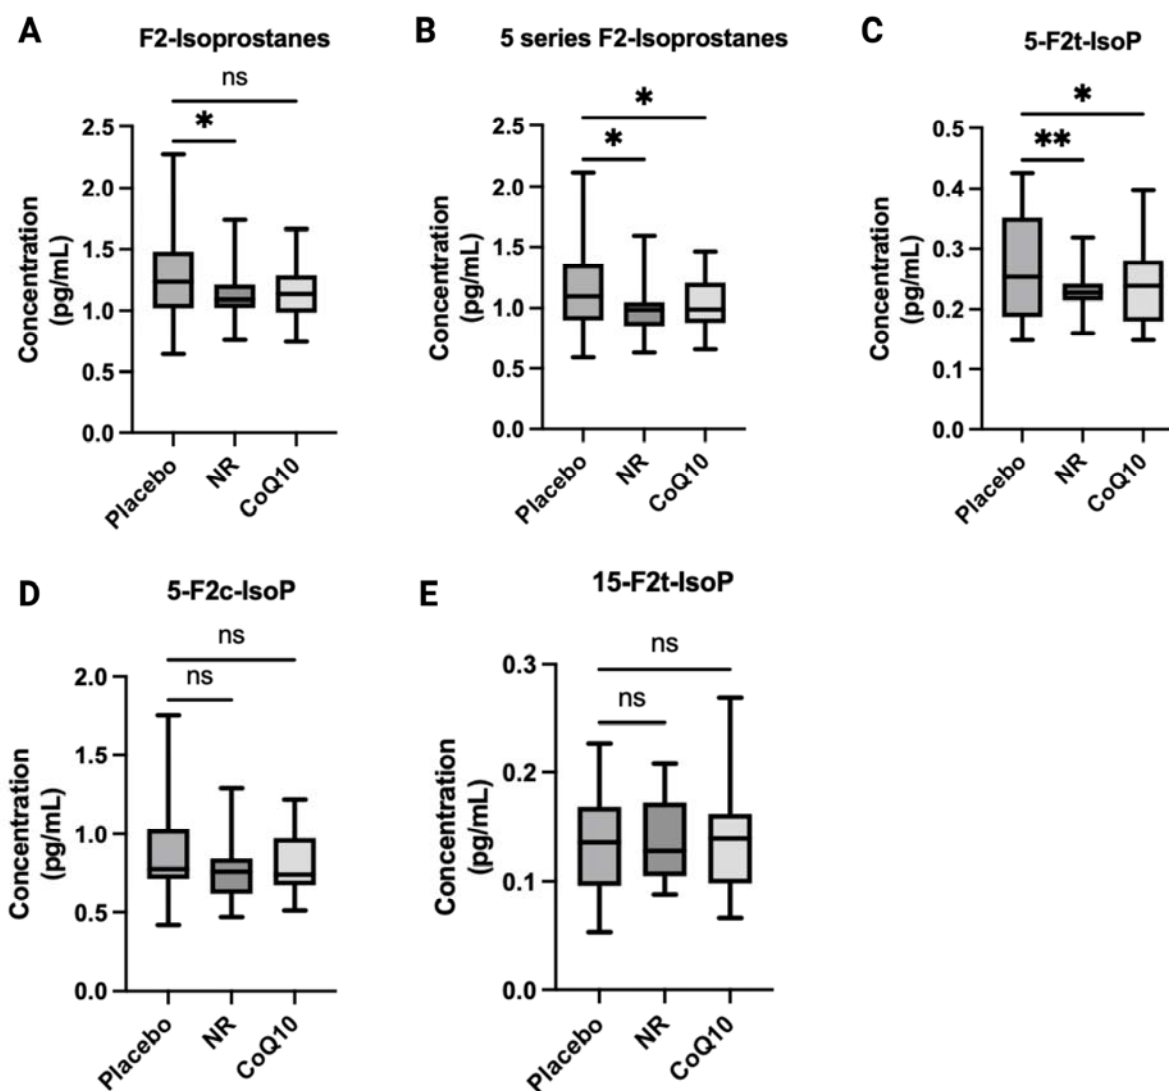 A
F2-Isoprostanes
ns
*
2.5
2.0
1.5
1.0
0.5
0.0
Concentration
(pg/mL)
Placebo
NR
CoQ10
B
5 series F2-Isoprostanes
*
*
2.5
2.0
1.5
1.0
0.5
0.0
Concentration
(pg/mL)
Placebo
NR
CoQ10
C
5-F2t-IsoP
*
**
0.5
0.4
0.3
0.2
0.1
0.0
Concentration
(pg/mL)
Placebo
NR
CoQ10
D
5-F2c-IsoP
ns
ns
2.0
1.5
1.0
0.5
0.0
Concentration
(pg/mL)
Placebo
NR
CoQ10
E
15-F2t-IsoP
ns
ns
0.3
0.2
0.1
0.0
Concentration
(pg/mL)
Placebo
NR
CoQ10